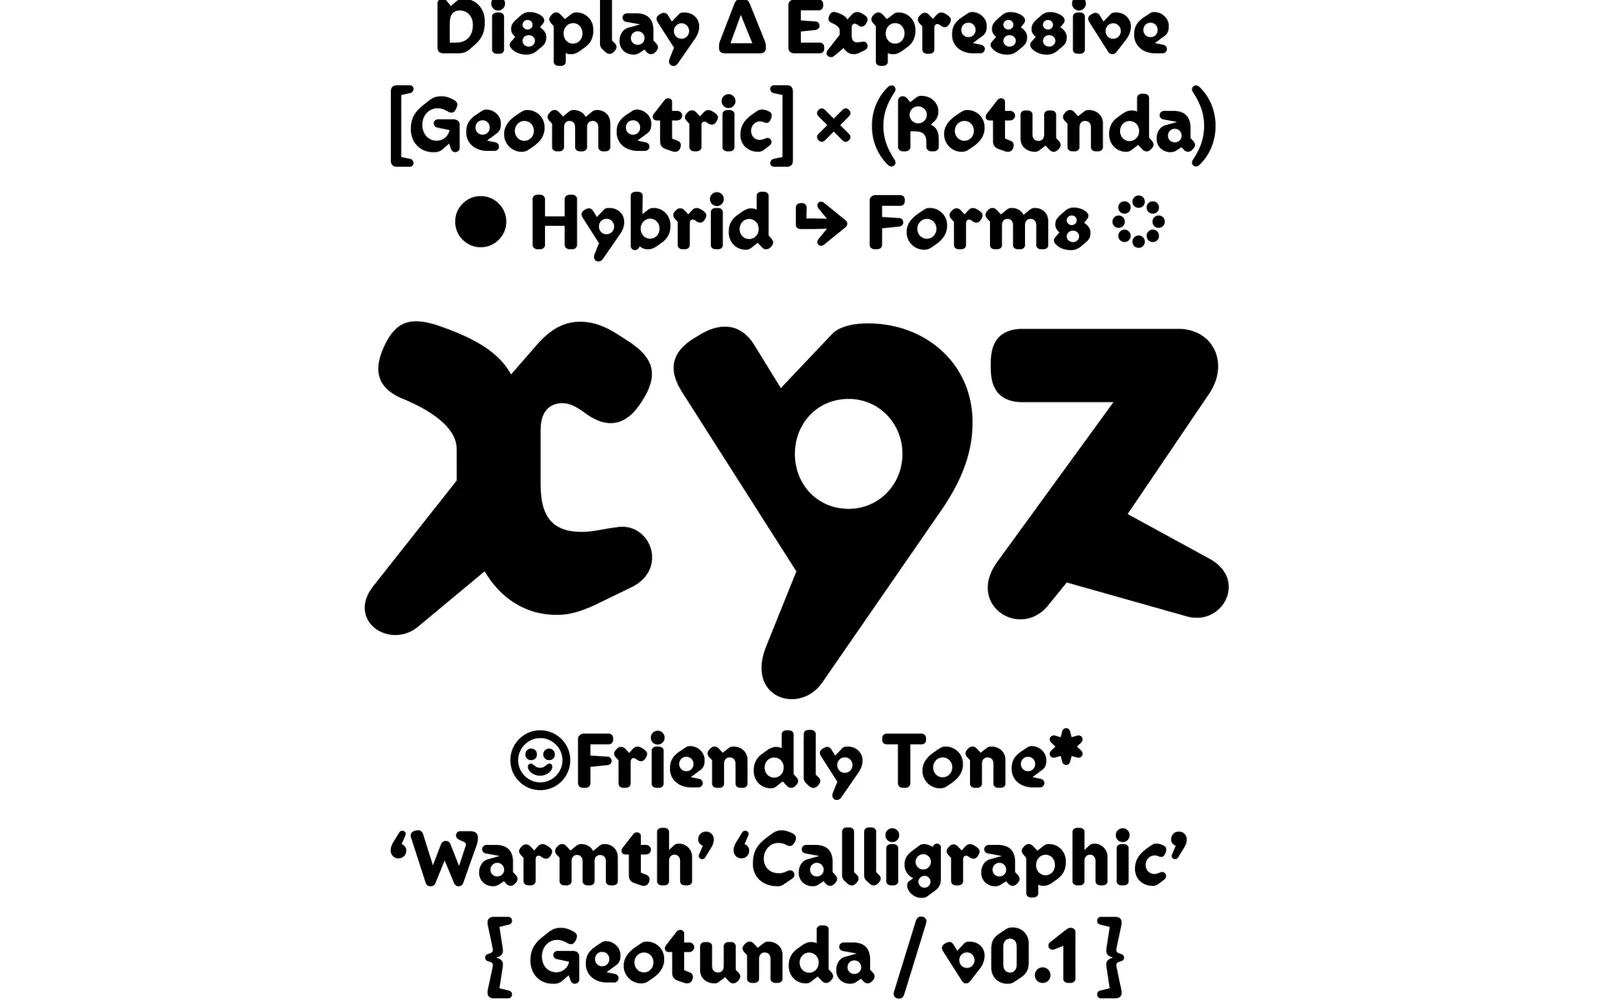 Display ∆ Expressive
[Geometric] × (Rotunda)
● Hybrid ↳ Forms ◌
xyz
☺Friendly Tone*
‘Warmth’ ‘Calligraphic’
{ Geotunda / v0.1 }